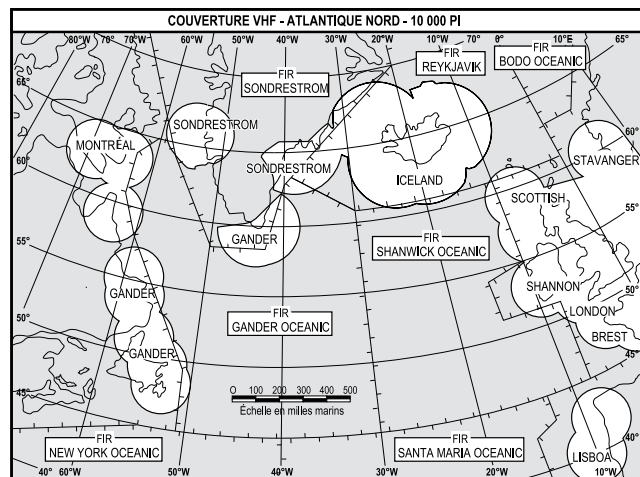 COUVERTURE VHF - ATLANTIQUE NORD - 10 000 PI
80°W 70°W 60°W 50°W 40°W 30°W 20°W 10°W 0° 10°E 65°
FIR
SONDRESTROM
FIR
REYKJAVIK
FIR
BODO OCEANIC
65°
60°
55°
50°
45°
60°
55°
50°
45°
40°
MONTRÉAL
SONDRESTROM
SONDRESTROM
ICELAND
STAVANGER
SCOTTISH
GANDER
FIR
SHANWICK OCEANIC
SHANNON
LONDON
BREST
GANDER
FIR
GANDER OCEANIC
GANDER
0 100 200 300 400 500
Échelle en milles marins
FIR
NEW YORK OCEANIC
FIR
SANTA MARIA OCEANIC
LISBOA
40° 60°W 50°W 40°W 30°W 20°W 10°W